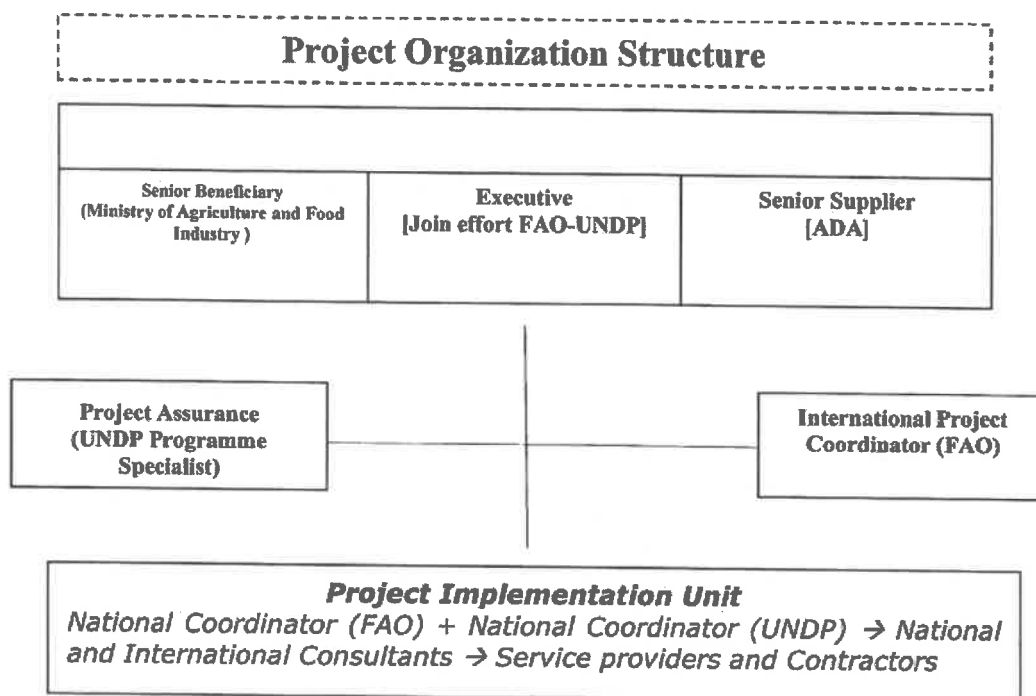 Project Organization Structure
Senior Beneficiary
(Ministry of Agriculture and Food
Industry )
Executive
[Join effort FAO-UNDP]
Senior Supplier
[ADA]
Project Assurance
(UNDP Programme
Specialist)
International Project
Coordinator (FAO)
Project Implementation Unit
National Coordinator (FAO) + National Coordinator (UNDP) → National
and International Consultants → Service providers and Contractors